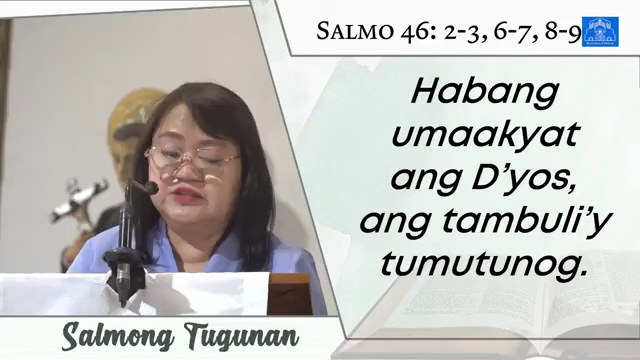 Salmo 46: 2-3, 6-7, 8-9
Habang
umaakyat
ang D'yos,
ang tambuli'y
tumutunog.
Salmong Tugunan